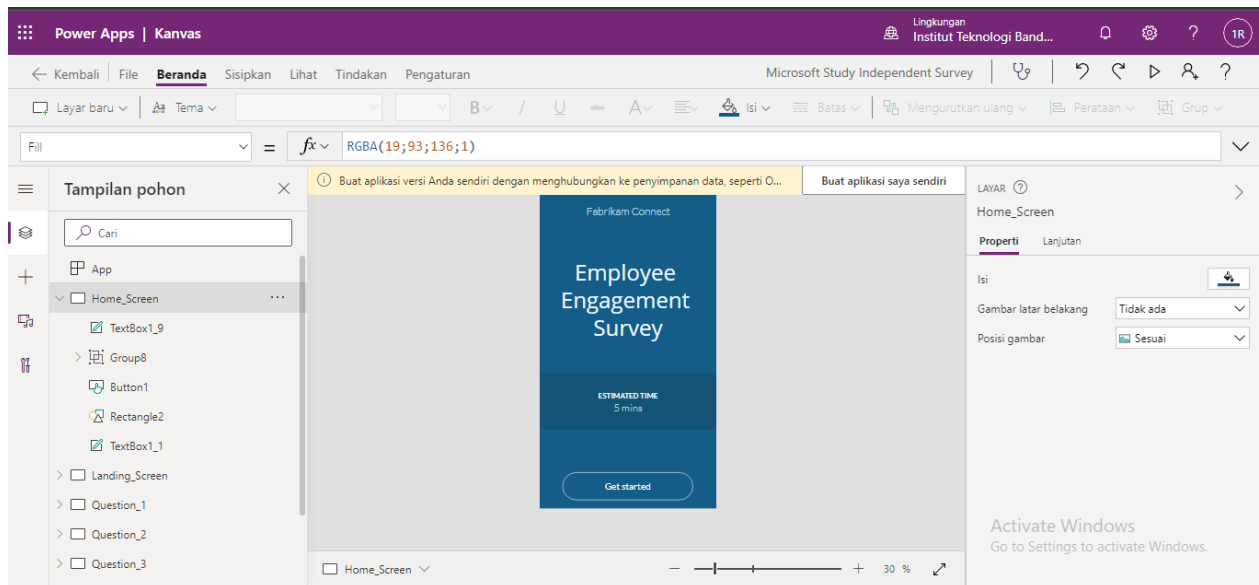 Power Apps | Kanvas
Lingkungan
Institut Teknologi Band...
?
1R
Kembali File Beranda Sisipkan Lihat Tindakan Pengaturan
Microsoft Study Independent Survey
?
Layar baru
Aa Tema
B / U abc A
Isi
Batas
Mengurutkan ulang
Perataan
Grup
Fill
= fx RGBA(19;93;136;1)
Tampilan pohon
Cari
App
Home_Screen ...
TextBox1_9
Group8
Button1
Rectangle2
TextBox1_1
Landing_Screen
Question_1
Question_2
Question_3
Buat aplikasi versi Anda sendiri dengan menghubungkan ke penyimpanan data, seperti O...
Buat aplikasi saya sendiri
Fabrikam Connect
Employee
Engagement
Survey
ESTIMATED TIME
5 mins
Get started
Home_Screen
30 %
LAYAR ?
Home_Screen
Properti Lanjutan
Isi
Gambar latar belakang Tidak ada
Posisi gambar Sesuai
Activate Windows
Go to Settings to activate Windows.